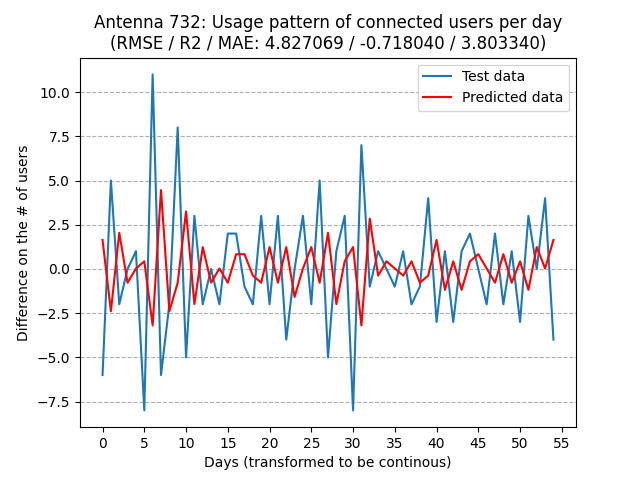 Antenna 732: Usage pattern of connected users per day
(RMSE / R2 / MAE: 4.827069 / -0.718040 / 3.803340)
Test data
Predicted data
Difference on the # of users
10.0
7.5
5.0
2.5
0.0
−2.5
−5.0
−7.5
0 5 10 15 20 25 30 35 40 45 50 55
Days (transformed to be continous)